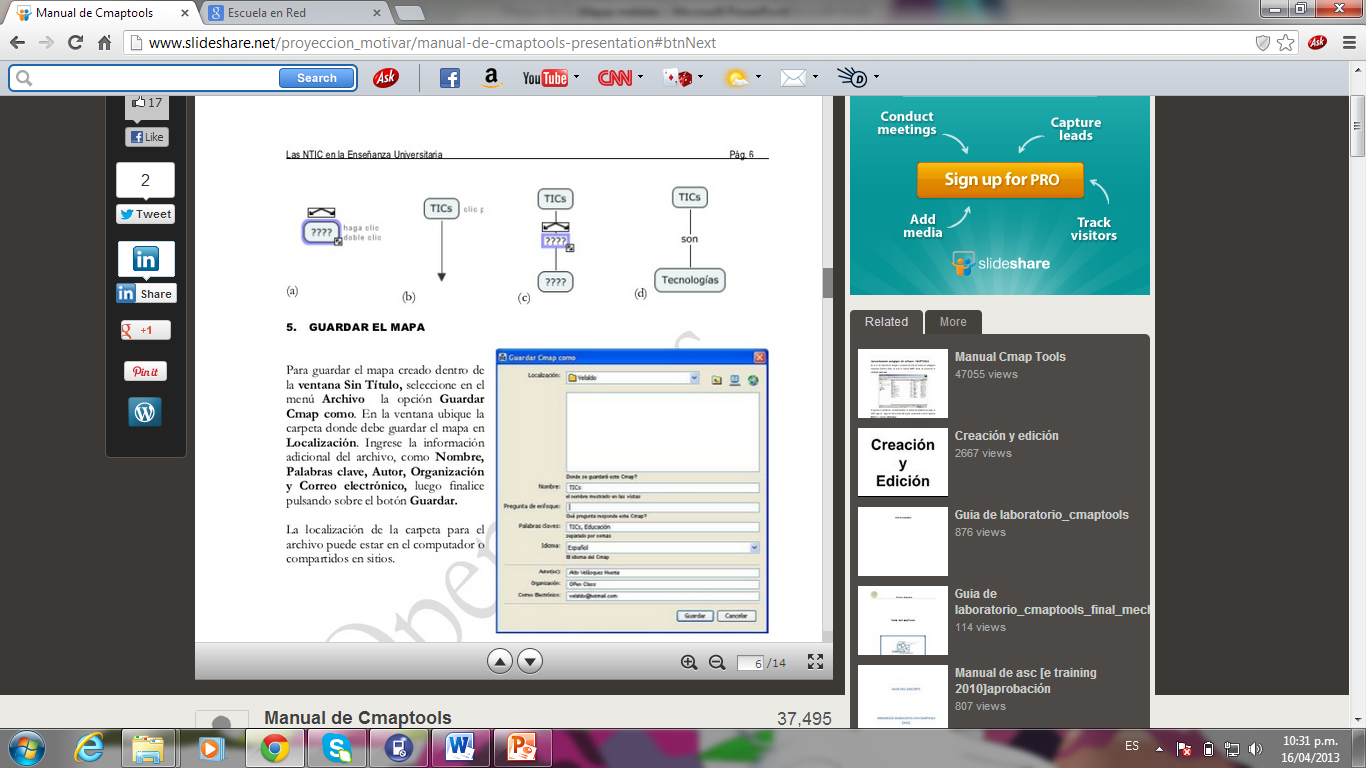 Manual de Cmaptools
Escuela en Red
www.slideshare.net/proyeccion_motivar/manual-de-cmaptools-presentation#btnNext
Ask
Search
Ask
a
YouTube
CNN
D
17
Like
2
Tweet
in
in Share
+1
Pin it
Las NTIC en la Enseñanza Universitaria
Pág. 6
????
haga clic
doble clic
(a)
TICs
clic p
(b)
TICs
????
????
(c)
TICs
son
Tecnologías
(d)
5. GUARDAR EL MAPA
Para guardar el mapa creado dentro de
la ventana Sin Título, seleccione en el
menú Archivo la opción Guardar
Cmap como. En la ventana ubique la
carpeta donde debe guardar el mapa en
Localización. Ingrese la información
adicional del archivo, como Nombre,
Palabras clave, Autor, Organización
y Correo electrónico, luego finalice
pulsando sobre el botón Guardar.
La localización de la carpeta para el
archivo puede estar en el computador o
compartidos en sitios.
Guardar Cmap como
Localización:
Velaldo
Donde se guardará este Cmap?
Nombre:
TICs
el nombre mostrado en las vistas
Pregunta de enfoque:
Qué pregunta responde este Cmap?
Palabras claves:
TICs, Educación
separado por comas
Idioma:
Español
El idioma del Cmap
Autor(es):
Aldo Velásquez Huerta
Organización:
OPen Class
Correo Electrónico:
velaldo@hotmail.com
Guardar
Cancelar
6 /14
Conduct
meetings
Capture
leads
Sign up for PRO
Add
media
Track
visitors
slideshare
Related
More
Manual Cmap Tools
47055 views
Creación
y
Edición
Creación y edición
2667 views
Guia de laboratorio_cmaptools
876 views
Guia de
laboratorio_cmaptools_final_mecl
114 views
Manual de asc [e training
2010]aprobación
807 views
Manual de Cmaptools
37,495
ES
10:31 p.m.
16/04/2013